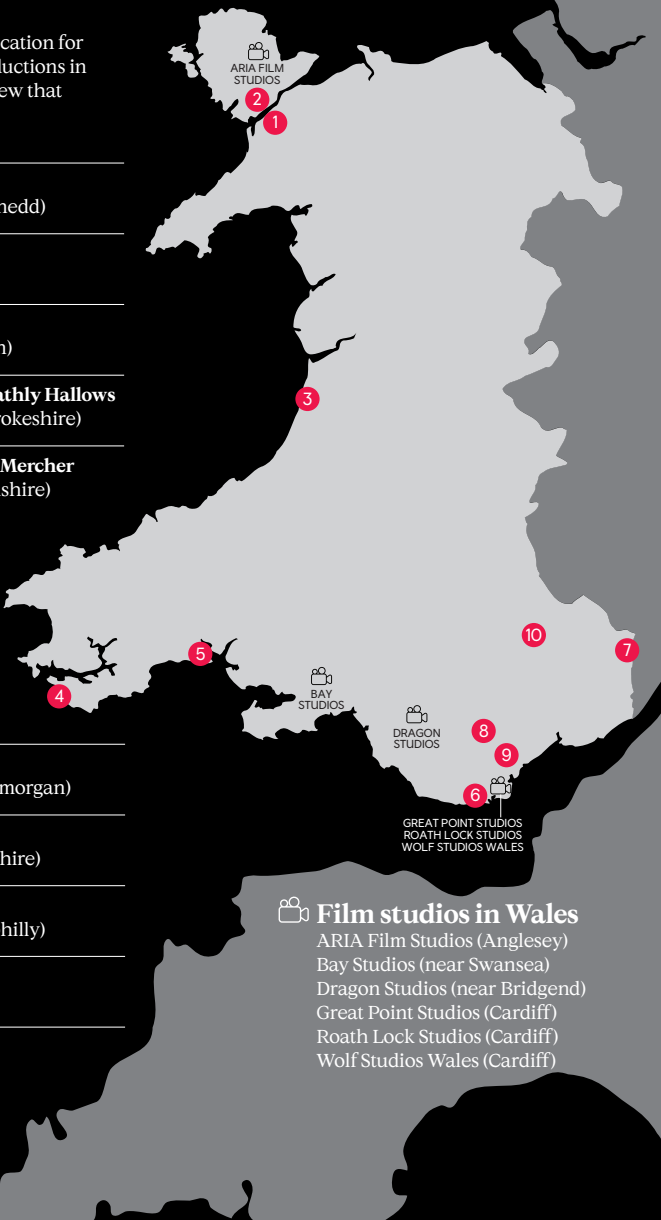 cation for
luctions in
ew that
nedd)
n)
athly Hallows
rokeshire)
Mercher
shire)
morgan)
hire)
hilly)
ARIA FILM
STUDIOS
2
1
3
10
7
5
4
BAY
STUDIOS
DRAGON
STUDIOS
8
9
6
GREAT POINT STUDIOS
ROATH LOCK STUDIOS
WOLF STUDIOS WALES
Film studios in Wales
ARIA Film Studios (Anglesey)
Bay Studios (near Swansea)
Dragon Studios (near Bridgend)
Great Point Studios (Cardiff)
Roath Lock Studios (Cardiff)
Wolf Studios Wales (Cardiff)